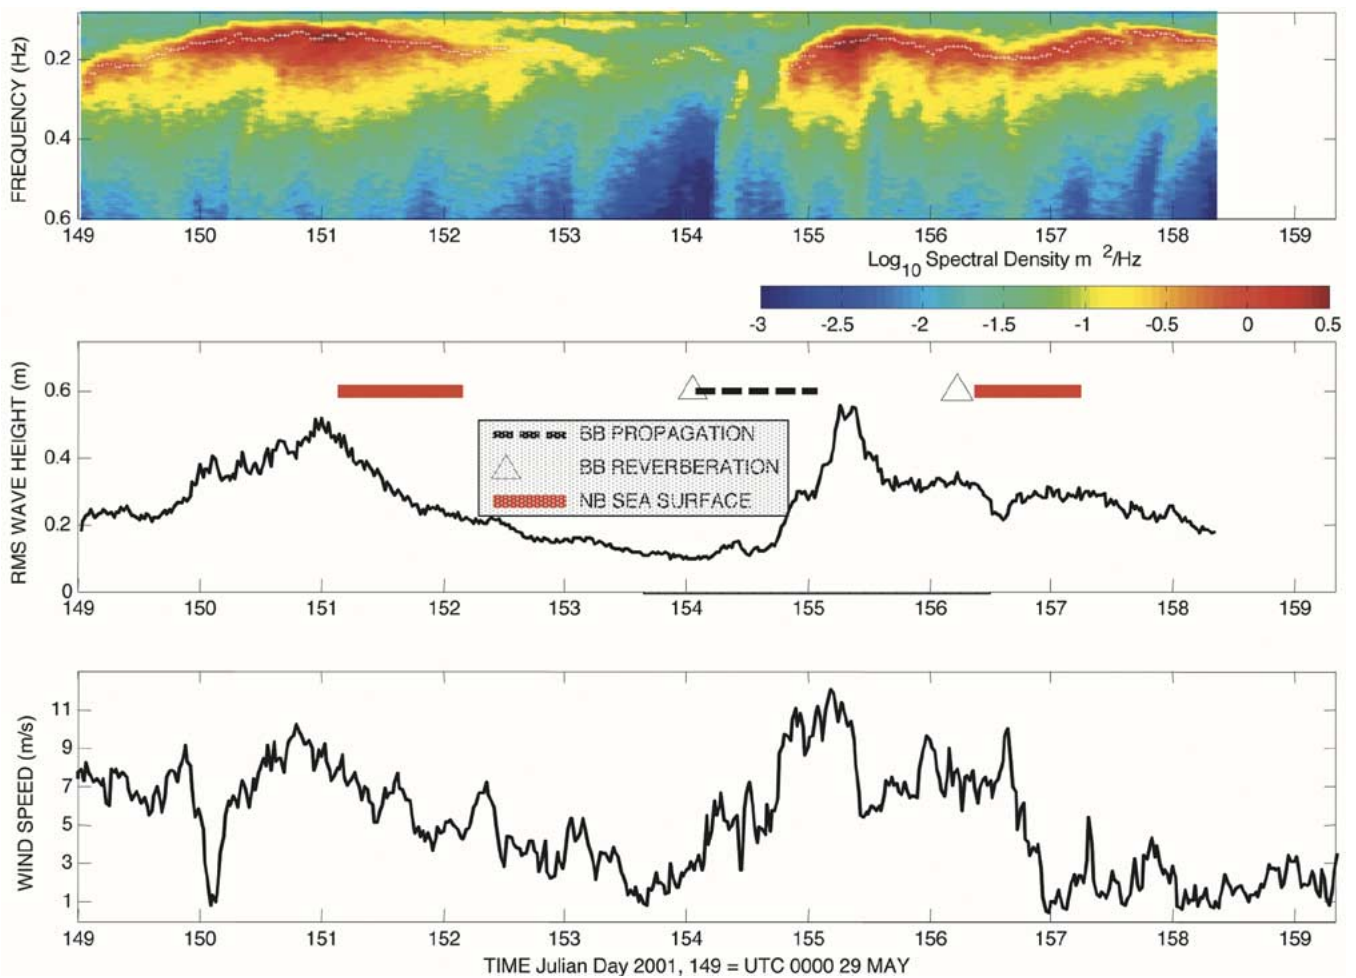 FREQUENCY (Hz)
0.2
0.4
0.6
149 150 151 152 153 154 155 156 157 158 159
Log10 Spectral Density m 2/Hz
-3 -2.5 -2 -1.5 -1 -0.5 0 0.5
RMS WAVE HEIGHT (m)
0.6
0.4
0.2
0
BB PROPAGATION
BB REVERBERATION
NB SEA SURFACE
149 150 151 152 153 154 155 156 157 158 159
WIND SPEED (m/s)
11
9
7
5
3
1
149 150 151 152 153 154 155 156 157 158 159
TIME Julian Day 2001, 149 = UTC 0000 29 MAY